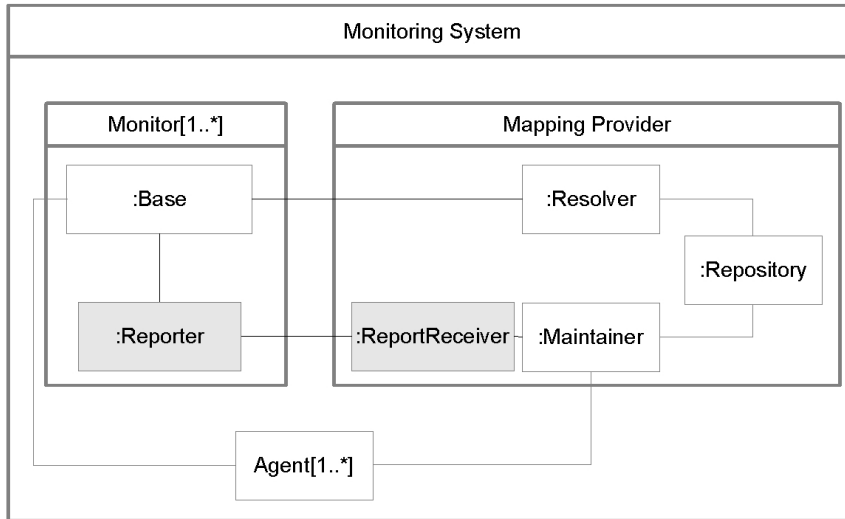 Monitoring System
Monitor[1..*]
Mapping Provider
:Base
:Resolver
:Repository
:Reporter
:ReportReceiver
:Maintainer
Agent[1..*]